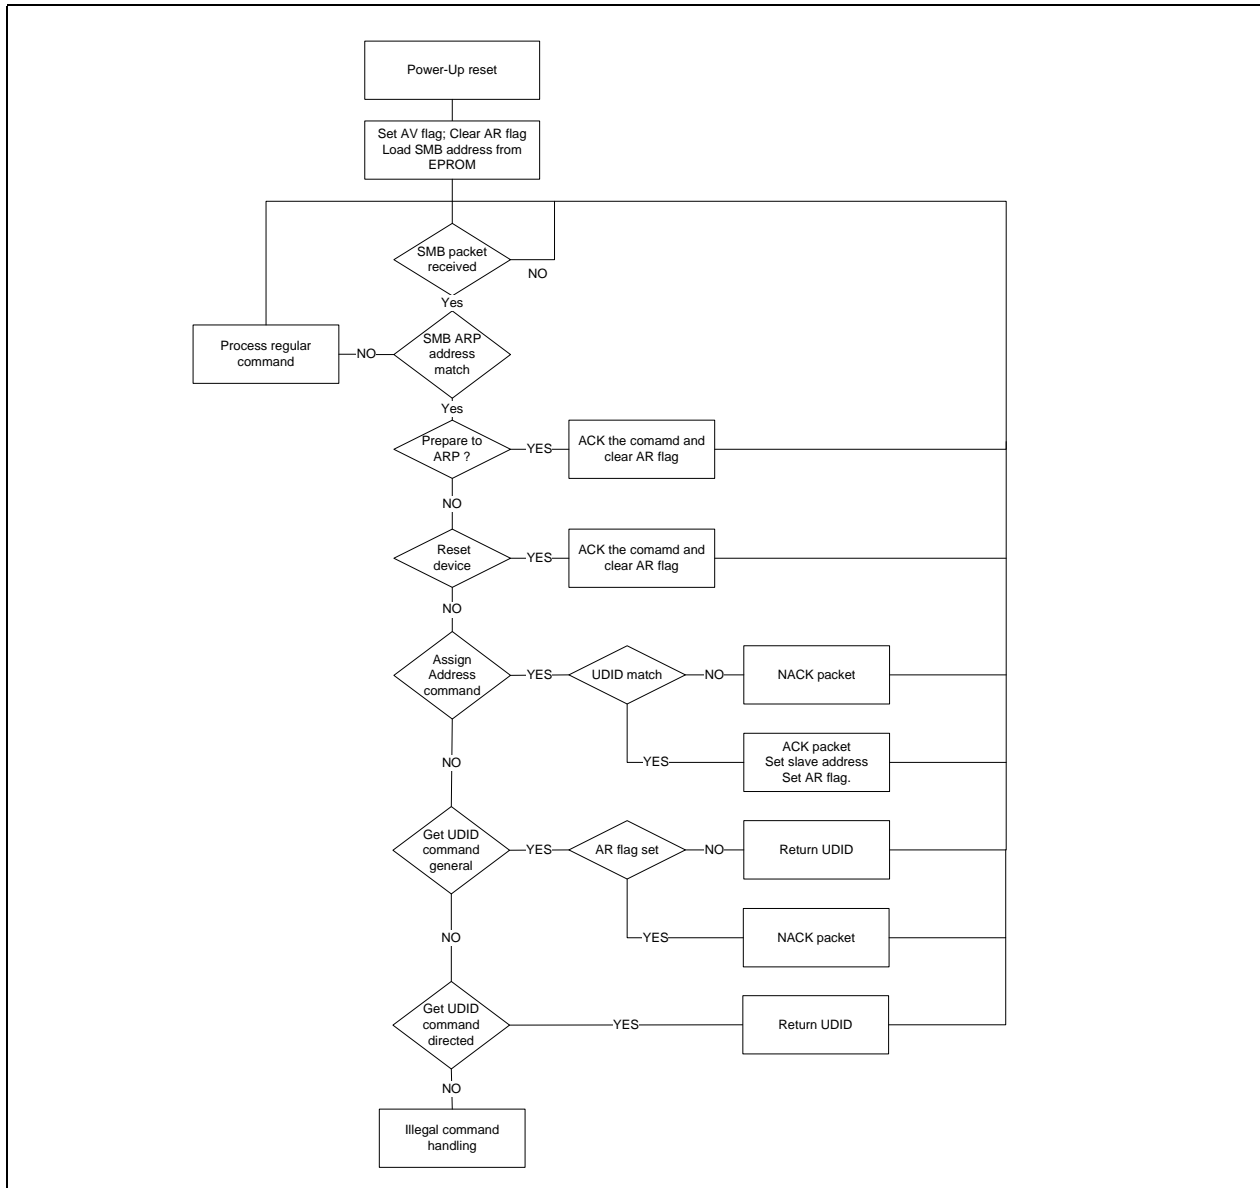 Power-Up reset
Set AV flag; Clear AR flag
Load SMB address from
EPROM
SMB packet
received
NO
Yes
SMB ARP
address
match
NO
Process regular
command
Yes
Prepare to
ARP ?
YES
ACK the comamd and
clear AR flag
NO
Reset
device
YES
ACK the comamd and
clear AR flag
NO
Assign
Address
command
YES
UDID match
NO
NACK packet
YES
ACK packet
Set slave address
Set AR flag.
NO
Get UDID
command
general
YES
AR flag set
NO
Return UDID
YES
NACK packet
NO
Get UDID
command
directed
YES
Return UDID
NO
Illegal command
handling